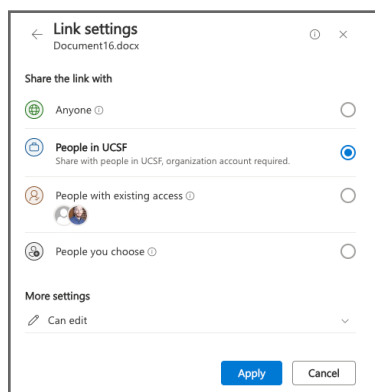 Link settings
Document16.docx
Share the link with
Anyone
People in UCSF
Share with people in UCSF, organization account required.
People with existing access
People you choose
More settings
Can edit
Apply
Cancel